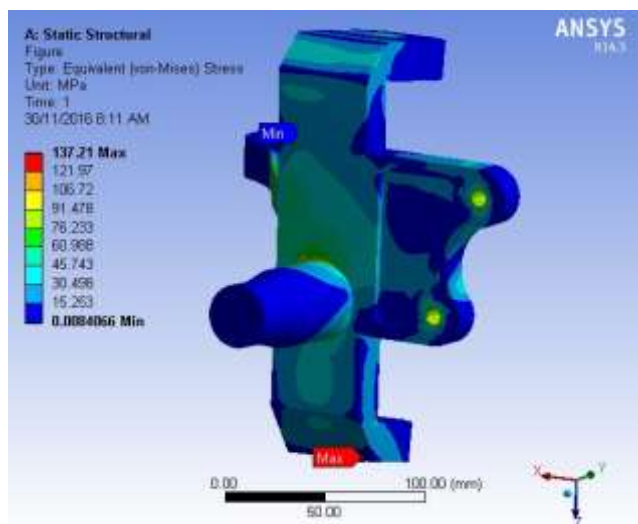 A: Static Structural
Figure
Type: Equivalent (von-Mises) Stress
Unit: MPa
Time: 1
30/11/2016 8:11 AM
137.21 Max
121.97
106.72
91.478
76.233
60.988
45.743
30.498
15.253
0.0084066 Min
ANSYS
R14.5
Min
Max
0.00
100.00 (mm)
50.00
X
Y
Z